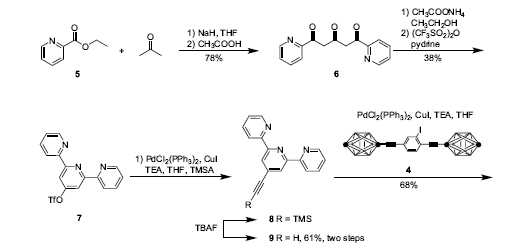 N
O
O
5
+
O
1) NaH, THF
2) CH₃COOH
78%
O O O
N N
6
1) CH₃COONH₄
CH₃CH₂OH
2) (CF₃SO₂)₂O
pydrine
38%
N
N N
TfO
7
1) PdCl₂(PPh₃)₂, CuI
TEA, THF, TMSA
N
N N
R
TBAF
8 R = TMS
9 R = H, 61%, two steps
PdCl₂(PPh₃)₂, CuI, TEA, THF
I
4
68%